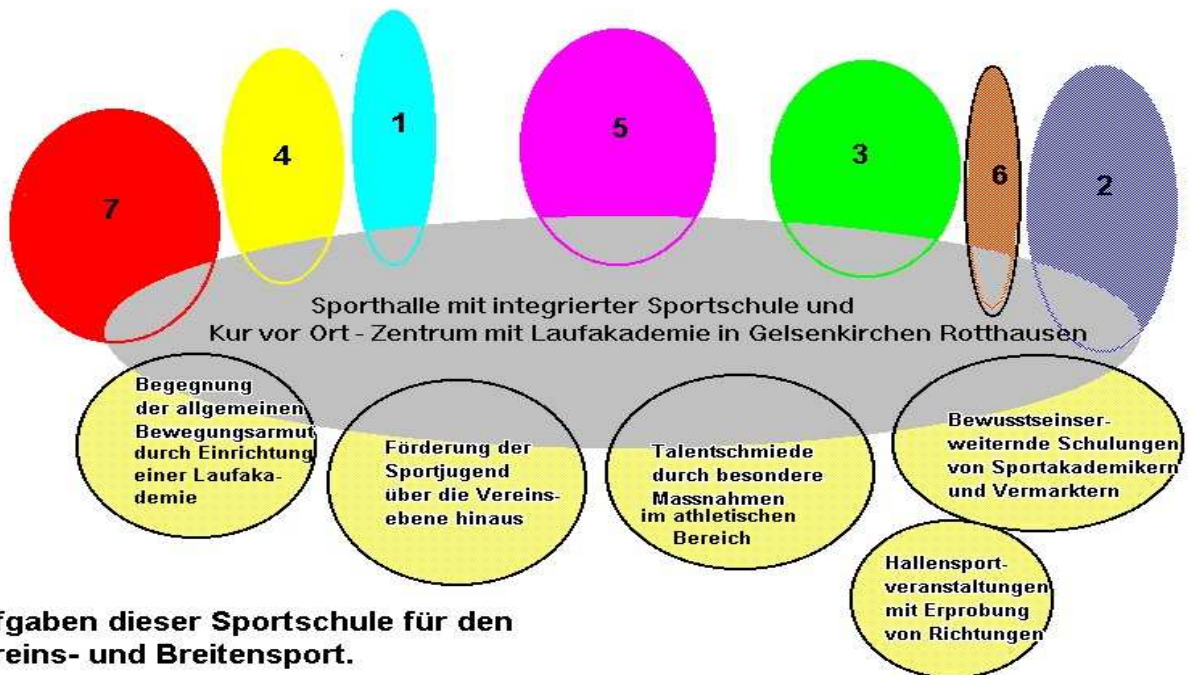 7
4
1
5
3
6
2
Sporthalle mit integrierter Sportschule und
Kur vor Ort - Zentrum mit Laufakademie in Gelsenkirchen Rotthausen
Begegnung
der allgemeinen
Bewegungsarmut
durch Einrichtung
einer Laufaka-
demie
Förderung der
Sportjugend
über die Vereins-
ebene hinaus
Talentschmiede
durch besondere
Massnahmen
im athletischen
Bereich
Bewusstseinser-
weiternde Schulungen
von Sportakademikern
und Vermarktern
Hallensport-
veranstaltungen
mit Erprobung
von Richtungen
fgaben dieser Sportschule für den
reins- und Breitensport.